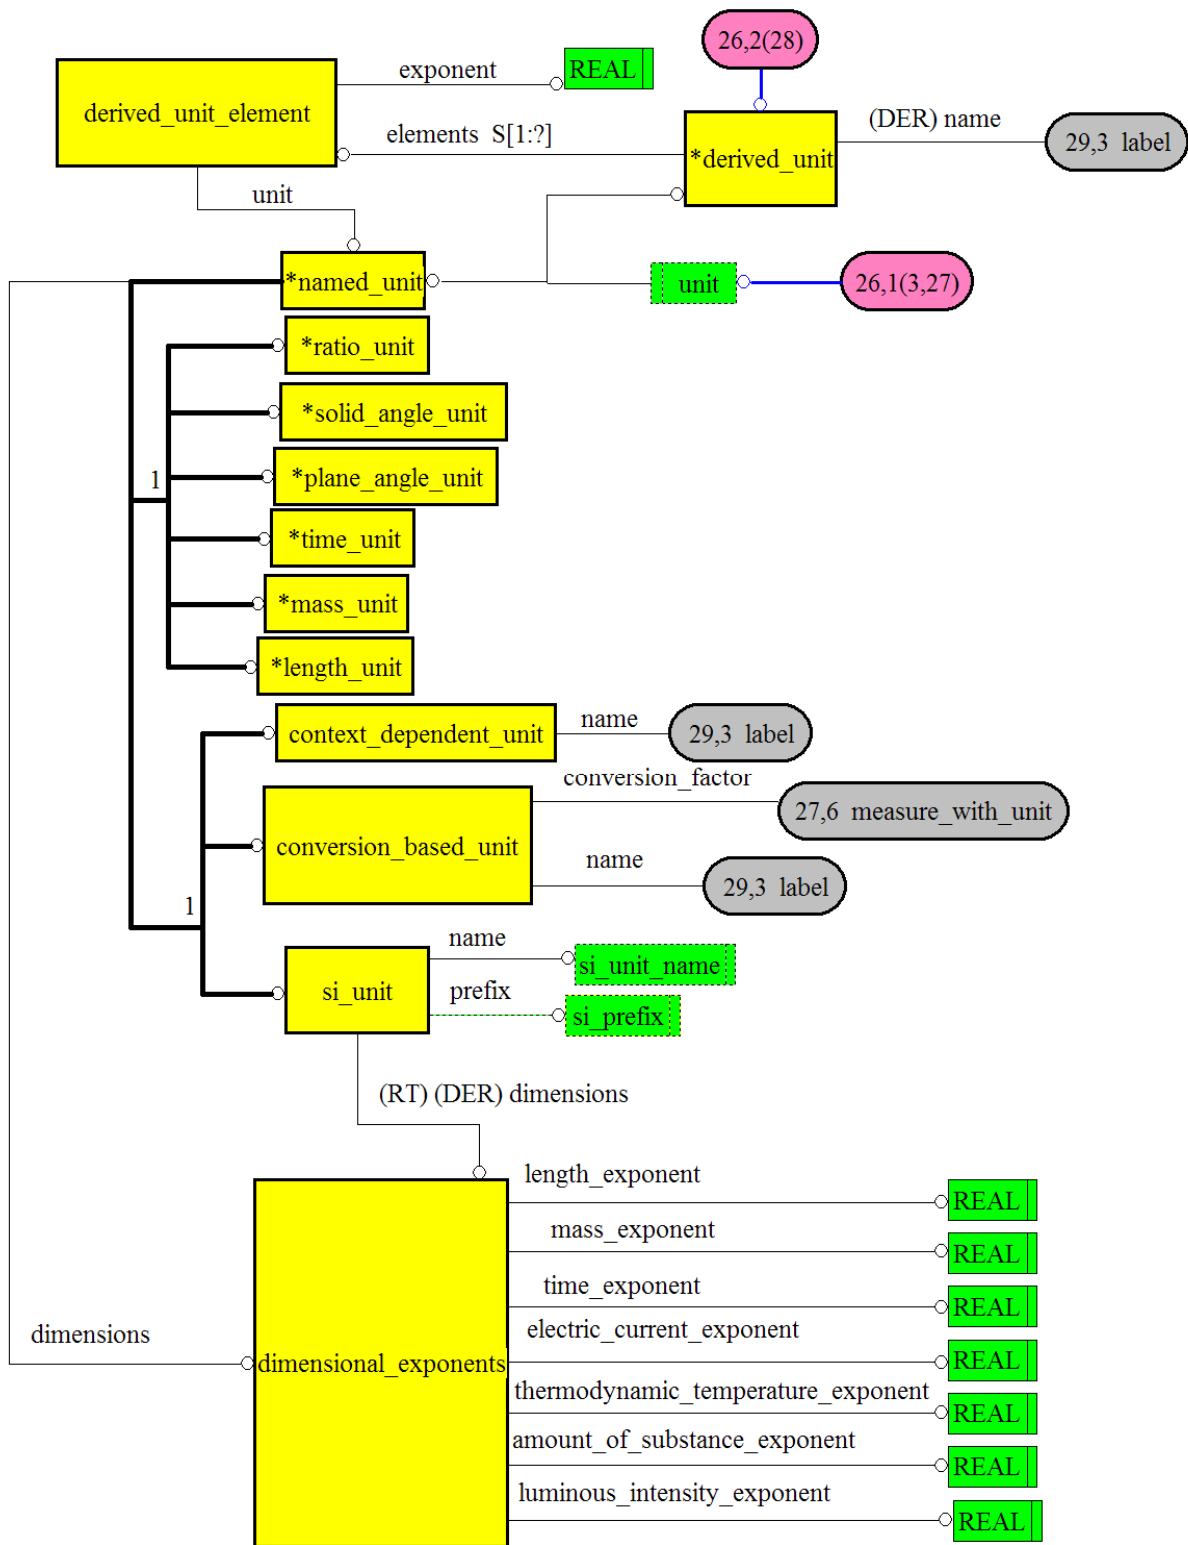 26,2(28)
exponent
REAL
derived_unit_element
elements S[1:?]
*derived_unit
(DER) name
29,3 label
unit
*named_unit
unit
26,1(3,27)
*ratio_unit
*solid_angle_unit
1
*plane_angle_unit
*time_unit
*mass_unit
*length_unit
context_dependent_unit
name
29,3 label
conversion_factor
27,6 measure_with_unit
conversion_based_unit
name
29,3 label
1
name
si_unit_name
si_unit
prefix
si_prefix
(RT) (DER) dimensions
length_exponent
REAL
mass_exponent
REAL
time_exponent
REAL
electric_current_exponent
REAL
dimensions
dimensional_exponents
thermodynamic_temperature_exponent
REAL
amount_of_substance_exponent
REAL
luminous_intensity_exponent
REAL